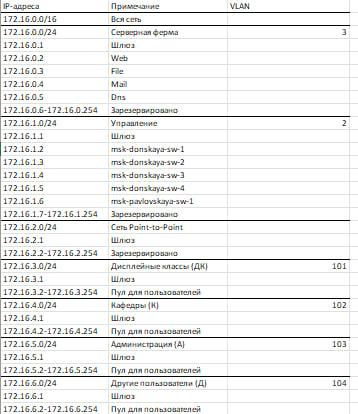 IP-адреса Примечание VLAN
172.16.0.0/16 Вся сеть
172.16.0.0/24 Серверная ферма 3
172.16.0.1 Шлюз
172.16.0.2 Web
172.16.0.3 File
172.16.0.4 Mail
172.16.0.5 Dns
172.16.0.6-172.16.0.254 Зарезервировано
172.16.1.0/24 Управление 2
172.16.1.1 Шлюз
172.16.1.2 msk-donskaya-sw-1
172.16.1.3 msk-donskaya-sw-2
172.16.1.4 msk-donskaya-sw-3
172.16.1.5 msk-donskaya-sw-4
172.16.1.6 msk-pavlovskaya-sw-1
172.16.1.7-172.16.1.254 Зарезервировано
172.16.2.0/24 Сеть Point-to-Point
172.16.2.1 Шлюз
172.16.2.2-172.16.2.254 Зарезервировано
172.16.3.0/24 Дисплейные классы (ДК) 101
172.16.3.1 Шлюз
172.16.3.2-172.16.3.254 Пул для пользователей
172.16.4.0/24 Кафедры (К) 102
172.16.4.1 Шлюз
172.16.4.2-172.16.4.254 Пул для пользователей
172.16.5.0/24 Администрация (А) 103
172.16.5.1 Шлюз
172.16.5.2-172.16.5.254 Пул для пользователей
172.16.6.0/24 Другие пользователи (Д) 104
172.16.6.1 Шлюз
172.16.6.2-172.16.6.254 Пул для пользователей